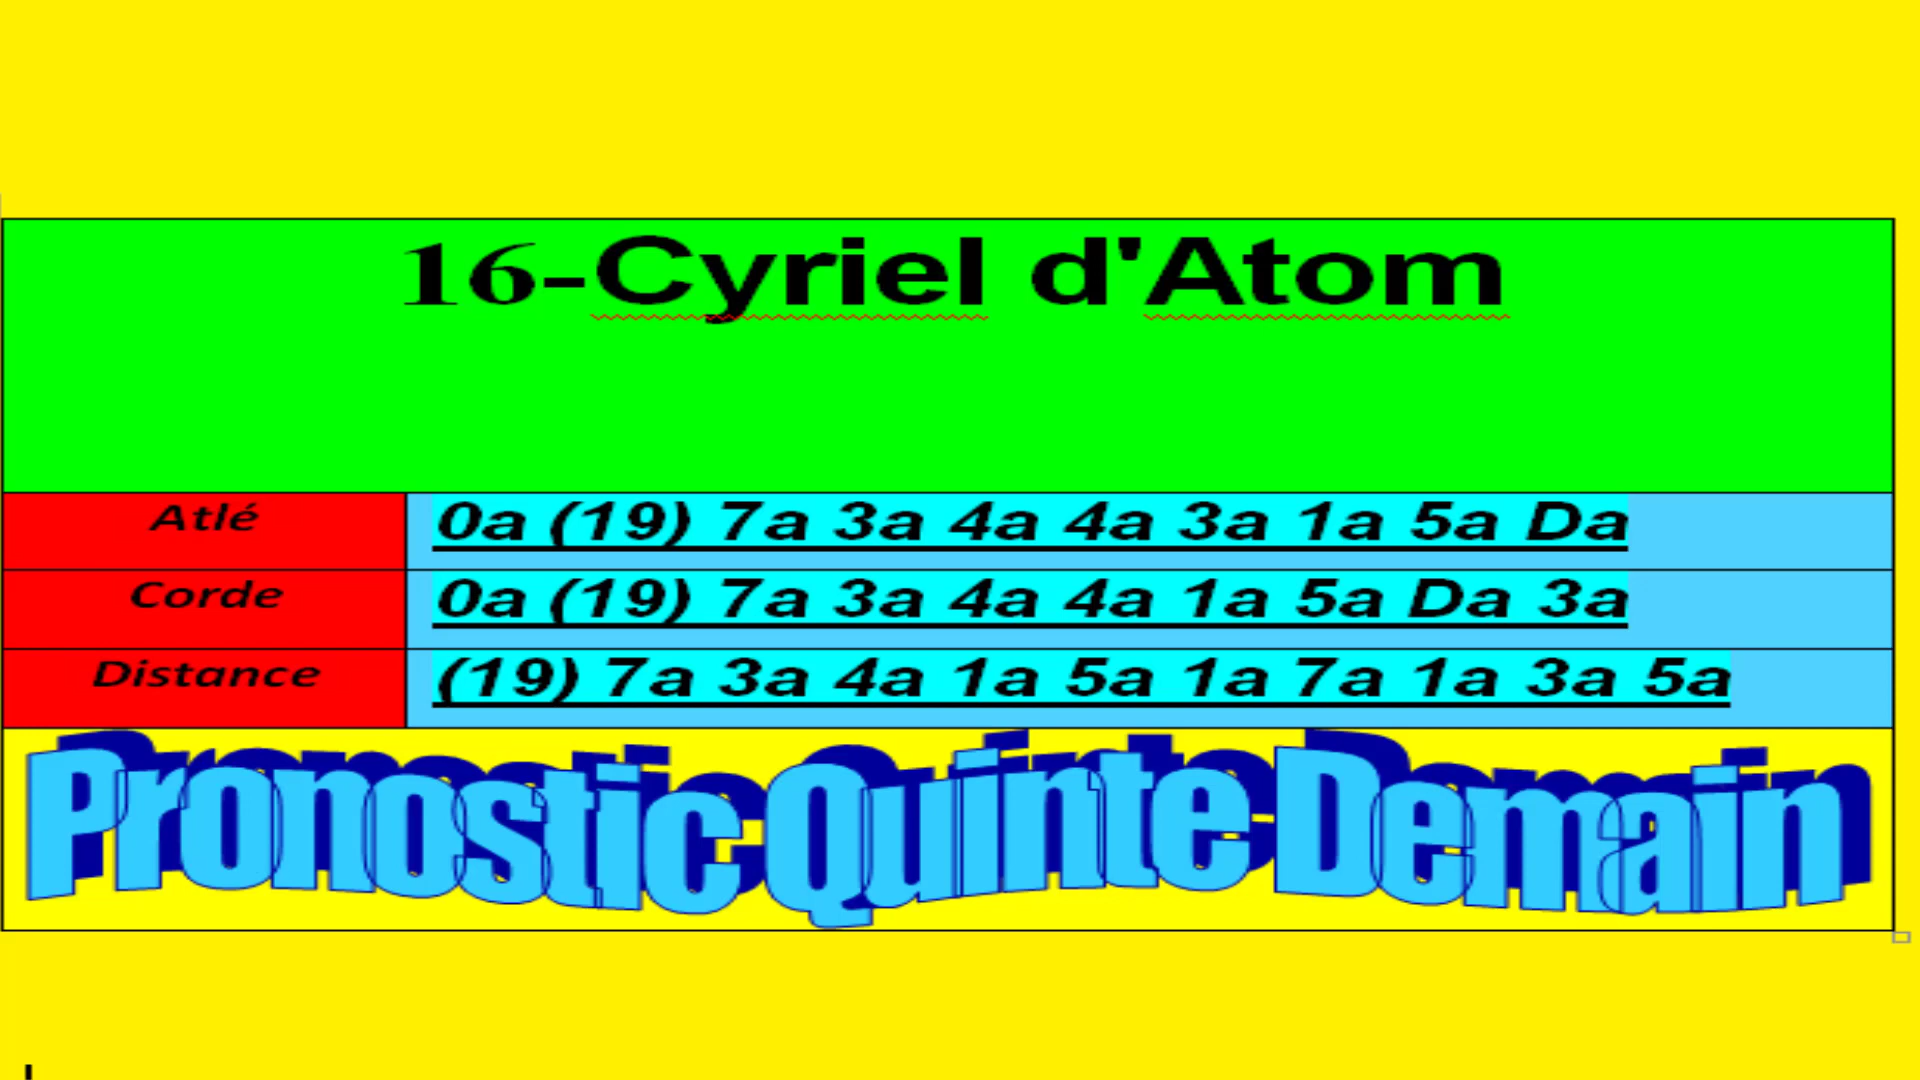 16-Cyriel d'Atom
Atlé
0a (19) 7a 3a 4a 4a 3a 1a 5a Da
Corde
0a (19) 7a 3a 4a 4a 1a 5a Da 3a
Distance
(19) 7a 3a 4a 1a 5a 1a 7a 1a 3a 5a
Pronostic Quinte Demain